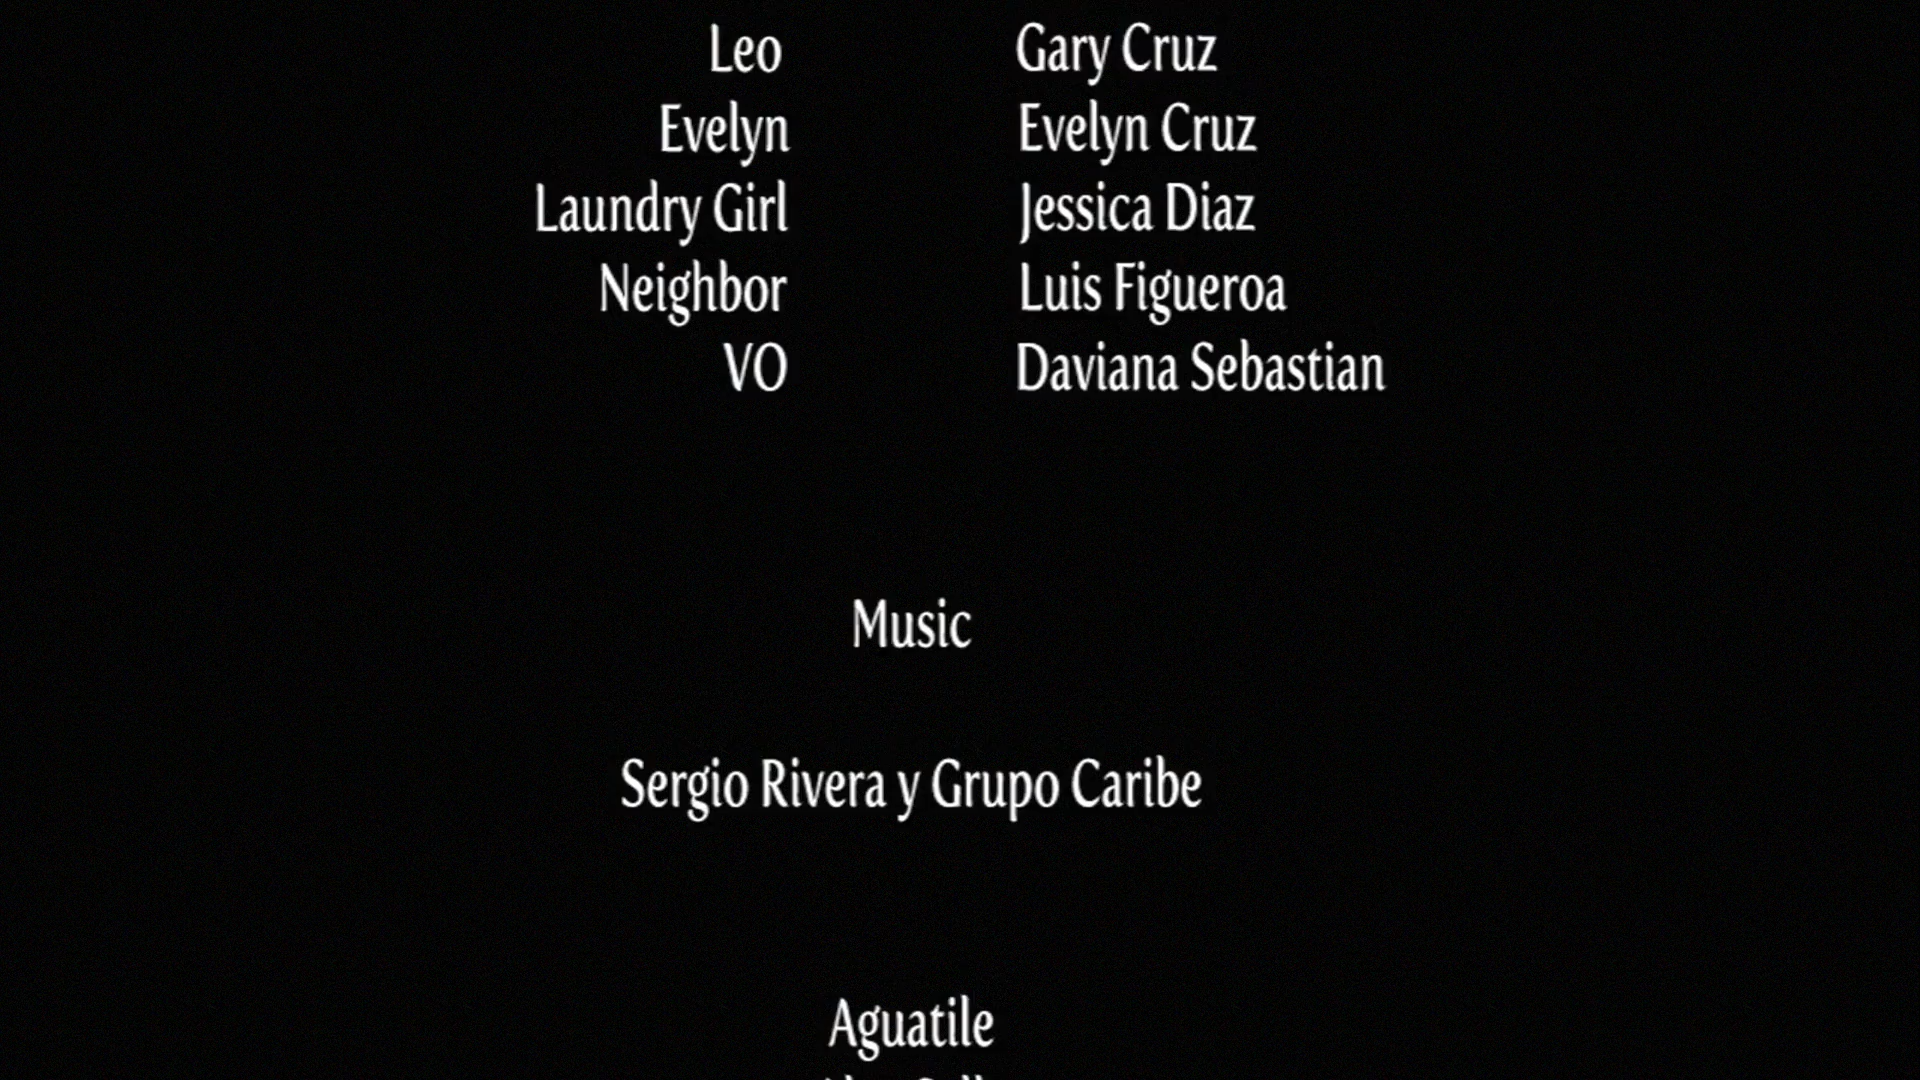 Leo Gary Cruz
Evelyn Evelyn Cruz
Laundry Girl Jessica Diaz
Neighbor Luis Figueroa
VO Daviana Sebastian
Music
Sergio Rivera y Grupo Caribe
Aguatile